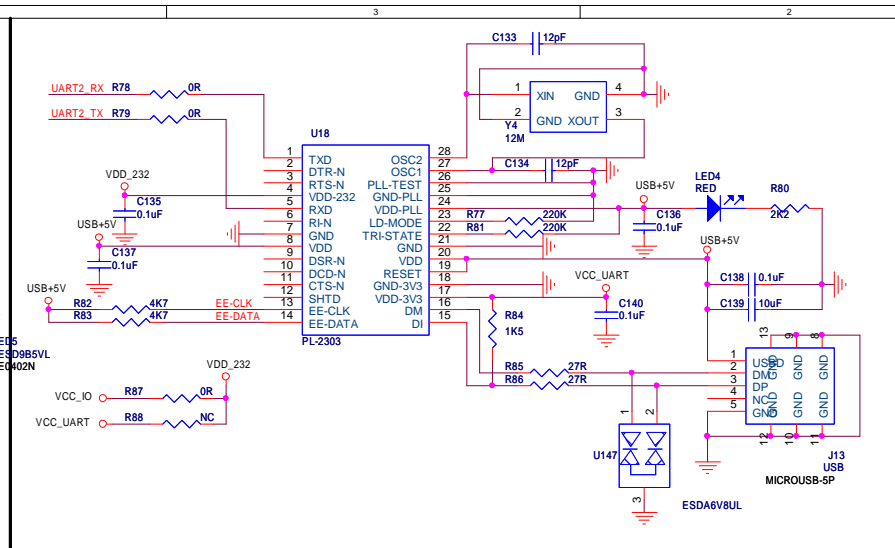 3
2
C133
12pF
UART2_RX R78
0R
1
XIN
GND
4
2
GND
XOUT
3
Y4
12M
UART2_TX R79
0R
U18
1
TXD
OSC2
28
2
DTR-N
OSC1
27
3
RTS-N
PLL-TEST
26
4
VDD-232
GND-PLL
25
5
RXD
VDD-PLL
24
6
RI-N
LD-MODE
23
7
GND
TRI-STATE
22
8
VDD
GND
21
9
DSR-N
VDD
20
10
DCD-N
RESET
19
11
CTS-N
GND-3V3
18
12
SHTD
VDD-3V3
17
13
EE-CLK
DM
16
14
EE-DATA
DI
15
PL-2303
C134
12pF
VDD_232
C135
0.1uF
USB+5V
C137
0.1uF
USB+5V
R82
4K7
EE-CLK
R83
4K7
EE-DATA
R77
220K
R81
220K
USB+5V
C136
0.1uF
LED4
RED
R80
2K2
USB+5V
VCC_UART
C140
0.1uF
C138
0.1uF
C139
10uF
R84
1K5
R85
27R
R86
27R
VDD_232
VCC_IO
R87
0R
VCC_UART
R88
NC
ESD9B5VL
1
2
U147
3
ESDA6V8UL
13
9
8
GND
GND
GND
1
2
DM
3
DP
4
NC
5
GND
GND
GND
GND
12
10
11
J13
USB
MICROUSB-5P